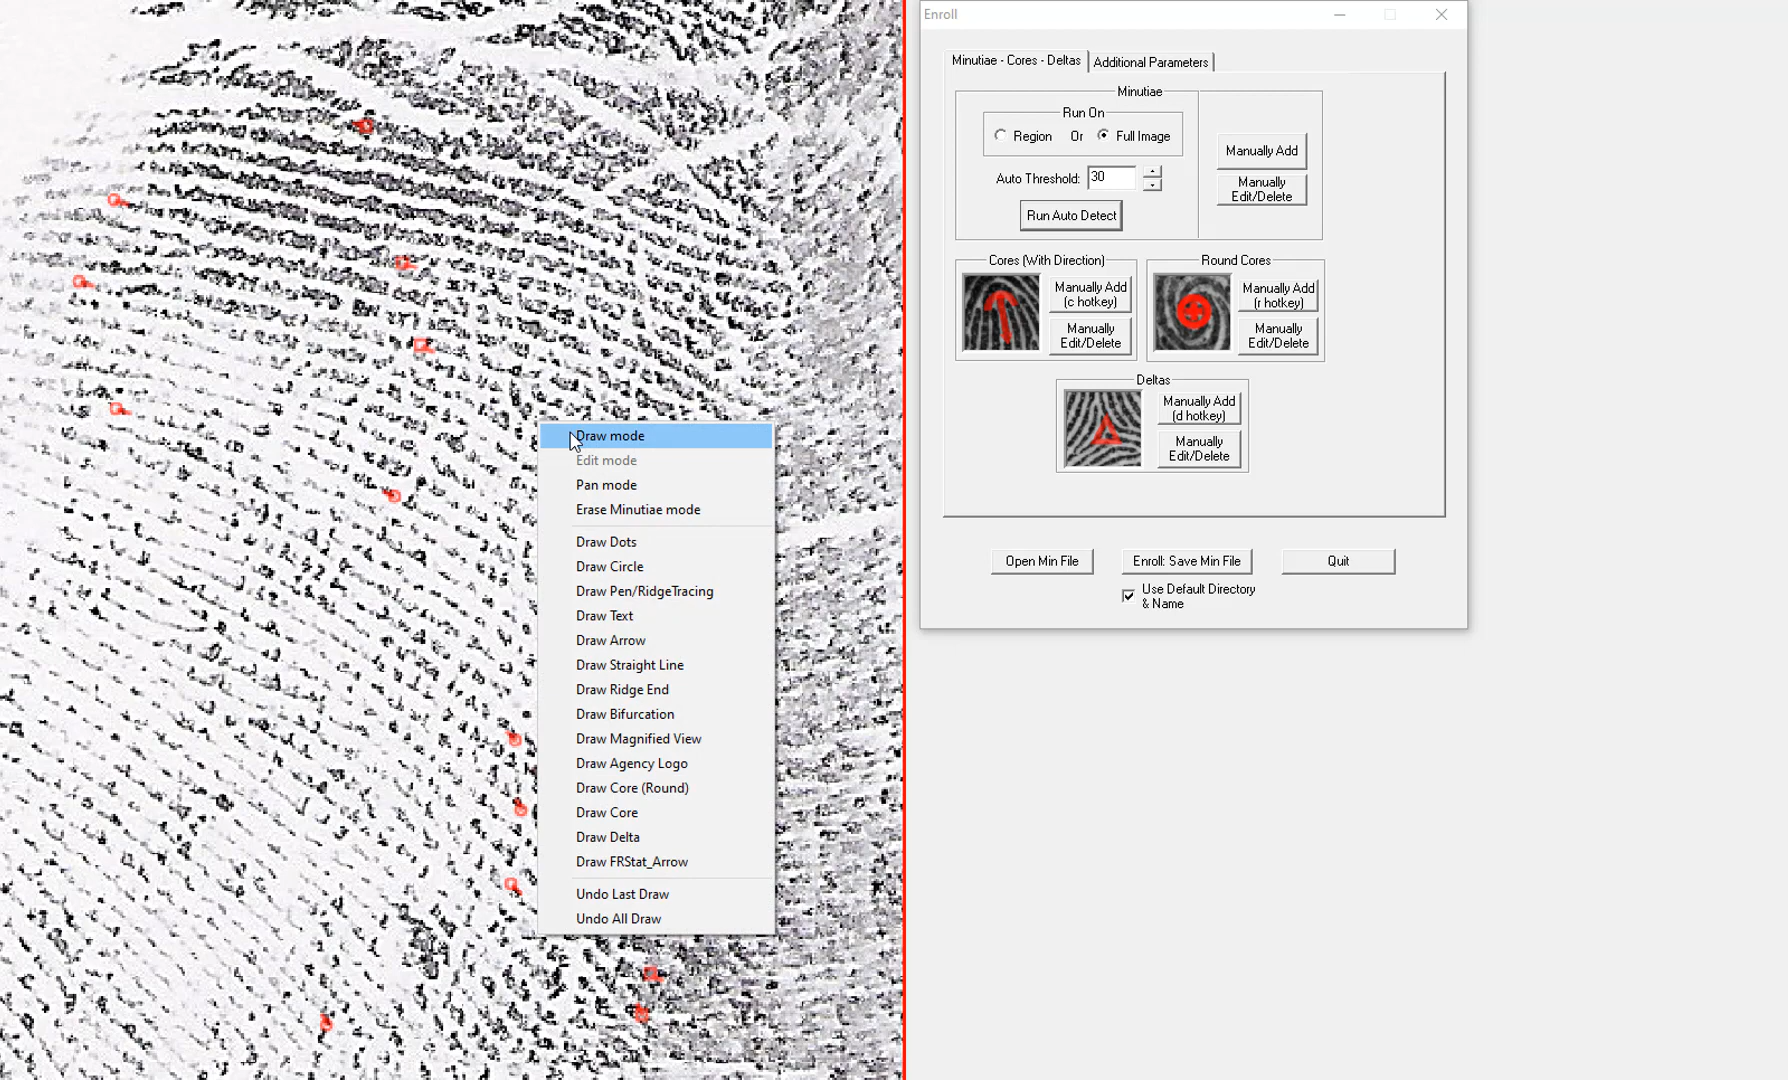 Enroll
Minutiae - Cores - Deltas
Additional Parameters
Minutiae
Run On
Region Or Full Image
Auto Threshold: 30
Run Auto Detect
Manually Add
Manually
Edit/Delete
Cores (With Direction)
Manually Add
(c hotkey)
Manually
Edit/Delete
Round Cores
Manually Add
(r hotkey)
Manually
Edit/Delete
Deltas
Manually Add
(d hotkey)
Manually
Edit/Delete
Open Min File
Enroll: Save Min File
Quit
Use Default Directory
& Name
Draw mode
Edit mode
Pan mode
Erase Minutiae mode
Draw Dots
Draw Circle
Draw Pen/RidgeTracing
Draw Text
Draw Arrow
Draw Straight Line
Draw Ridge End
Draw Bifurcation
Draw Magnified View
Draw Agency Logo
Draw Core (Round)
Draw Core
Draw Delta
Draw FRStat_Arrow
Undo Last Draw
Undo All Draw